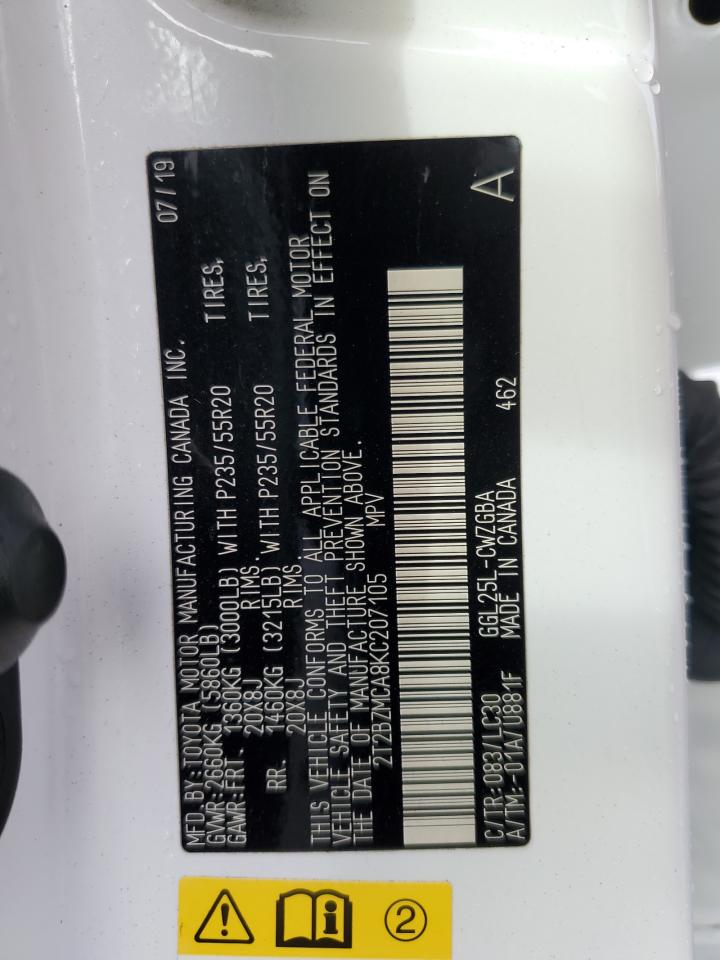 MFD. BY: TOYOTA MOTOR MANUFACTURING CANADA INC. 07/19
GVWR: 2660KG (5860LB)
GAWR: FRT. 1360KG (3000LB) WITH P235/55R20 TIRES,
20X8J RIMS.
RR. 1460KG (3215LB) WITH P235/55R20 TIRES,
20X8J RIMS.
THIS VEHICLE CONFORMS TO ALL APPLICABLE FEDERAL MOTOR
VEHICLE SAFETY AND THEFT PREVENTION STANDARDS IN EFFECT ON
THE DATE OF MANUFACTURE SHOWN ABOVE.
2T2BZMCA8KC207105 MPV
C/TR: 083/LC30 GGL25L-CWZGBA
A/TM: -01A/U881F MADE IN CANADA 462 A
2